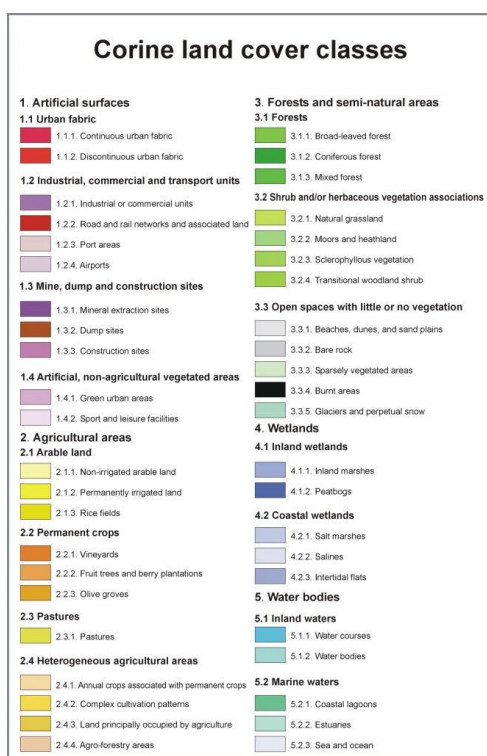 Corine land cover classes
1. Artificial surfaces
1.1 Urban fabric
1.1.1. Continuous urban fabric
1.1.2. Discontinuous urban fabric
1.2 Industrial, commercial and transport units
1.2.1. Industrial or commercial units
1.2.2. Road and rail networks and associated land
1.2.3. Port areas
1.2.4. Airports
1.3 Mine, dump and construction sites
1.3.1. Mineral extraction sites
1.3.2. Dump sites
1.3.3. Construction sites
1.4 Artificial, non-agricultural vegetated areas
1.4.1. Green urban areas
1.4.2. Sport and leisure facilities
2. Agricultural areas
2.1 Arable land
2.1.1. Non-irrigated arable land
2.1.2. Permanently irrigated land
2.1.3. Rice fields
2.2 Permanent crops
2.2.1. Vineyards
2.2.2. Fruit trees and berry plantations
2.2.3. Olive groves
2.3 Pastures
2.3.1. Pastures
2.4 Heterogeneous agricultural areas
2.4.1. Annual crops associated with permanent crops
2.4.2. Complex cultivation patterns
2.4.3. Land principally occupied by agriculture
2.4.4. Agro-forestry areas
3. Forests and semi-natural areas
3.1 Forests
3.1.1. Broad-leaved forest
3.1.2. Coniferous forest
3.1.3. Mixed forest
3.2 Shrub and/or herbaceous vegetation associations
3.2.1. Natural grassland
3.2.2. Moors and heathland
3.2.3. Sclerophyllous vegetation
3.2.4. Transitional woodland shrub
3.3 Open spaces with little or no vegetation
3.3.1. Beaches, dunes, and sand plains
3.3.2. Bare rock
3.3.3. Sparsely vegetated areas
3.3.4. Burnt areas
3.3.5. Glaciers and perpetual snow
4. Wetlands
4.1 Inland wetlands
4.1.1. Inland marshes
4.1.2. Peatbogs
4.2 Coastal wetlands
4.2.1. Salt marshes
4.2.2. Salines
4.2.3. Intertidal flats
5. Water bodies
5.1 Inland waters
5.1.1. Water courses
5.1.2. Water bodies
5.2 Marine waters
5.2.1. Coastal lagoons
5.2.2. Estuaries
5.2.3. Sea and ocean